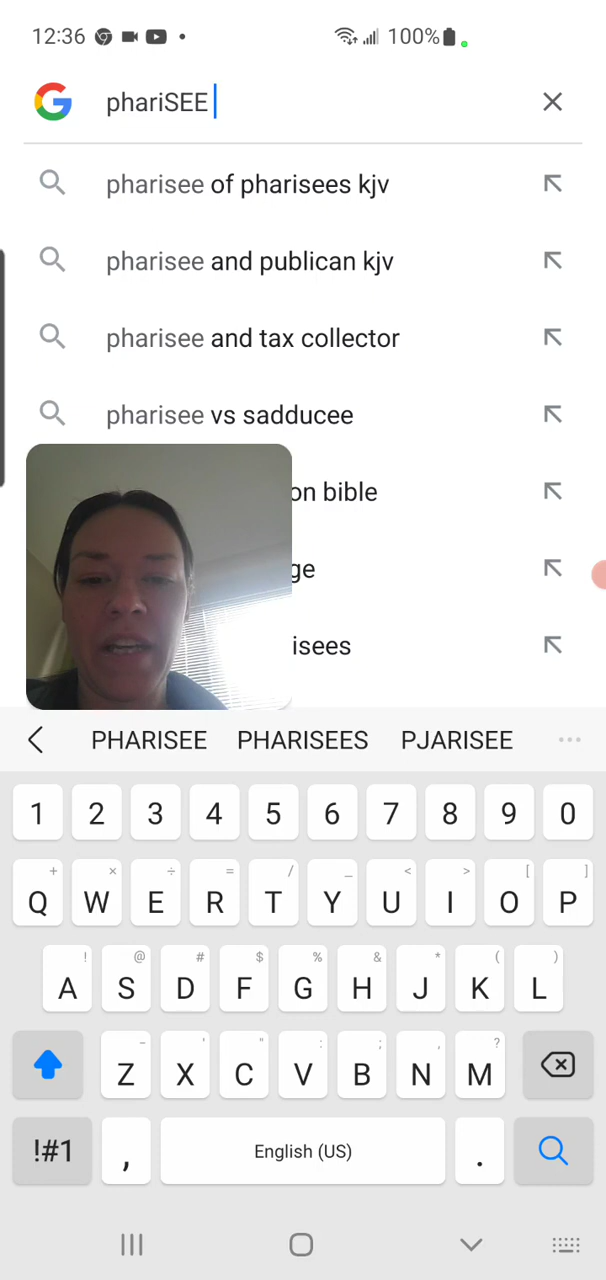 12:36 100%
phariSEE
pharisee of pharisees kjv
pharisee and publican kjv
pharisee and tax collector
pharisee vs sadducee
on bible
ge
isees
PHARISEE PHARISEES PJARISEE
1 2 3 4 5 6 7 8 9 0
+ × ÷ = / _ < > [ ]
Q W E R T Y U I O P
! @ # $ % & * ( )
A S D F G H J K L
- ' " : ; , ?
Z X C V B N M
!#1 , English (US) .